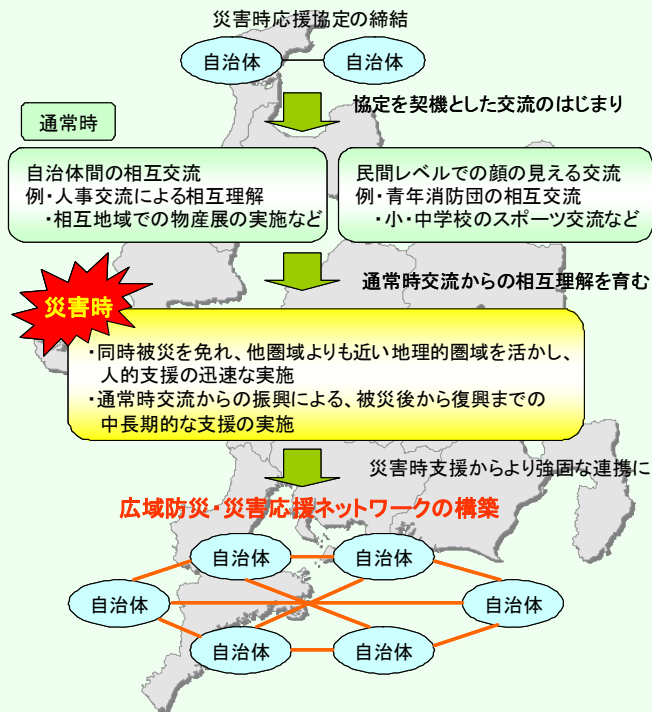 災害時応援協定の締結
自治体
自治体
協定を契機とした交流のはじまり
通常時
自治体間の相互交流
例・人事交流による相互理解
・相互地域での物産展の実施など
民間レベルでの顔の見える交流
例・青年消防団の相互交流
・小・中学校のスポーツ交流など
通常時交流からの相互理解を育む
災害時
・同時被災を免れ、他圏域よりも近い地理的圏域を活かし、
人的支援の迅速な実施
・通常時交流からの振興による、被災後から復興までの
中長期的な支援の実施
災害時支援からより強固な連携に
広域防災・災害応援ネットワークの構築
自治体
自治体
自治体
自治体
自治体
自治体